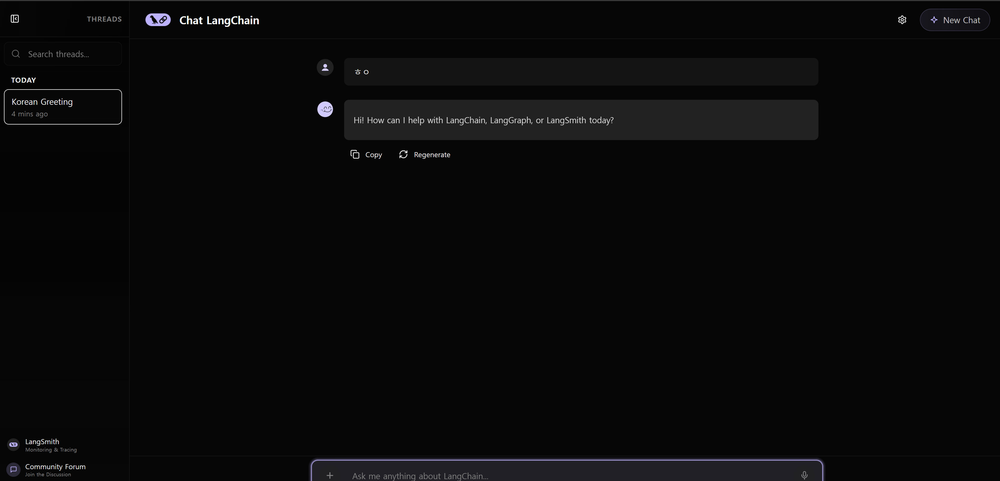 THREADS
Search threads...
TODAY
Korean Greeting
4 mins ago
LangSmith
Monitoring & Tracing
Community Forum
Join the Discussion
Chat LangChain
New Chat
ㅎㅇ
Hi! How can I help with LangChain, LangGraph, or LangSmith today?
Copy
Regenerate
Ask me anything about LangChain...